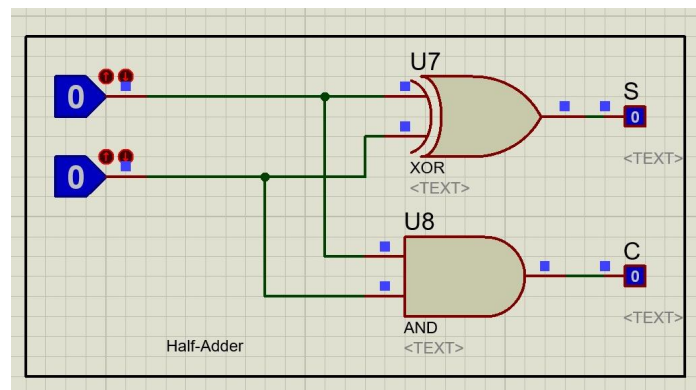 U7
S
0
0
XOR
<TEXT>
<TEXT>
0
U8
C
0
AND
<TEXT>
<TEXT>
Half-Adder